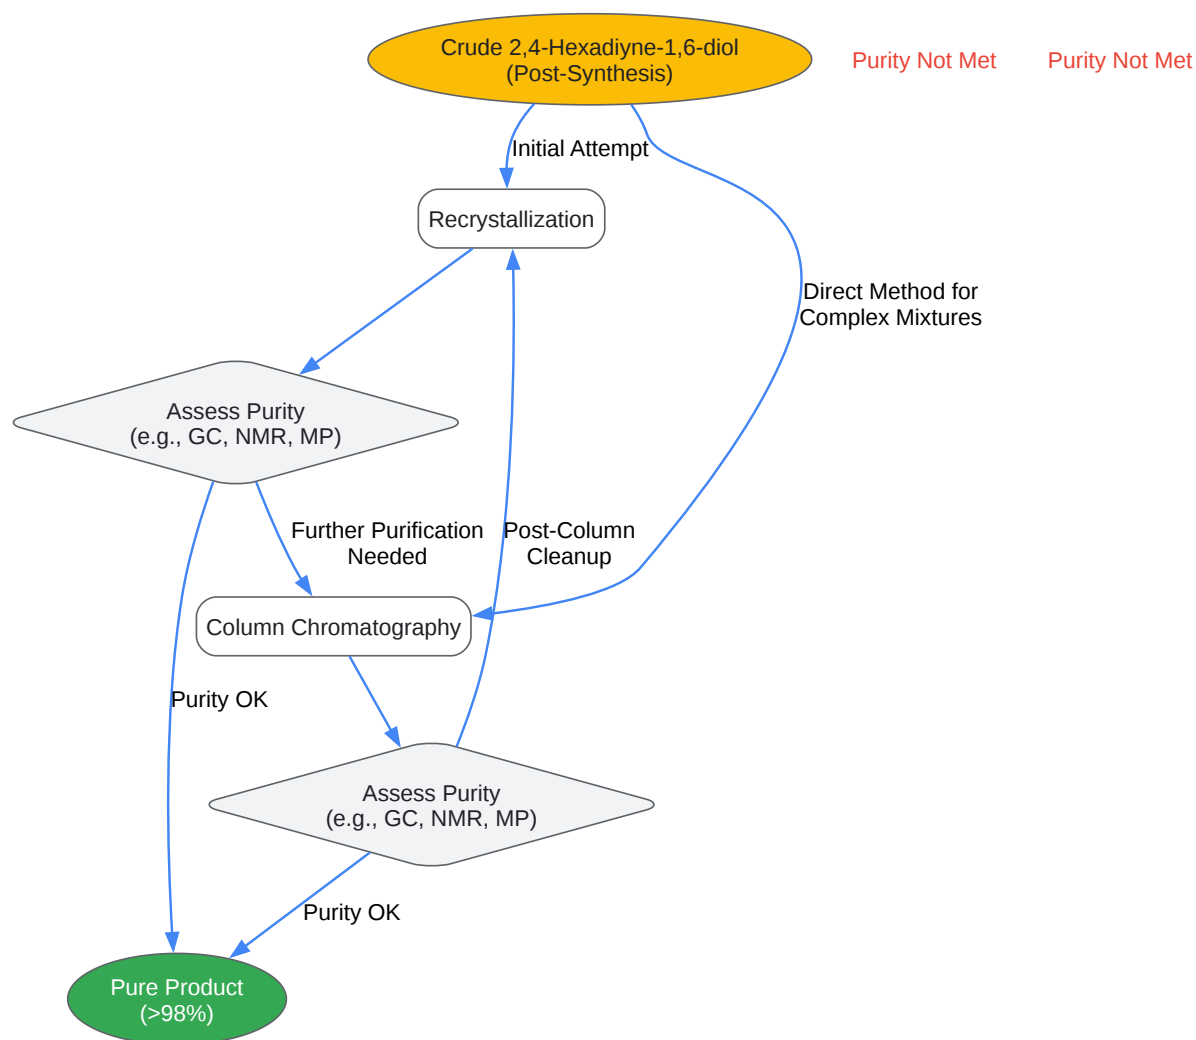 Crude 2,4-Hexadiyne-1,6-diol
(Post-Synthesis)
Purity Not Met
Purity Not Met
Initial Attempt
Recrystallization
Direct Method for
Complex Mixtures
Assess Purity
(e.g., GC, NMR, MP)
Further Purification
Needed
Post-Column
Cleanup
Column Chromatography
Purity OK
Assess Purity
(e.g., GC, NMR, MP)
Purity OK
Pure Product
(>98%)